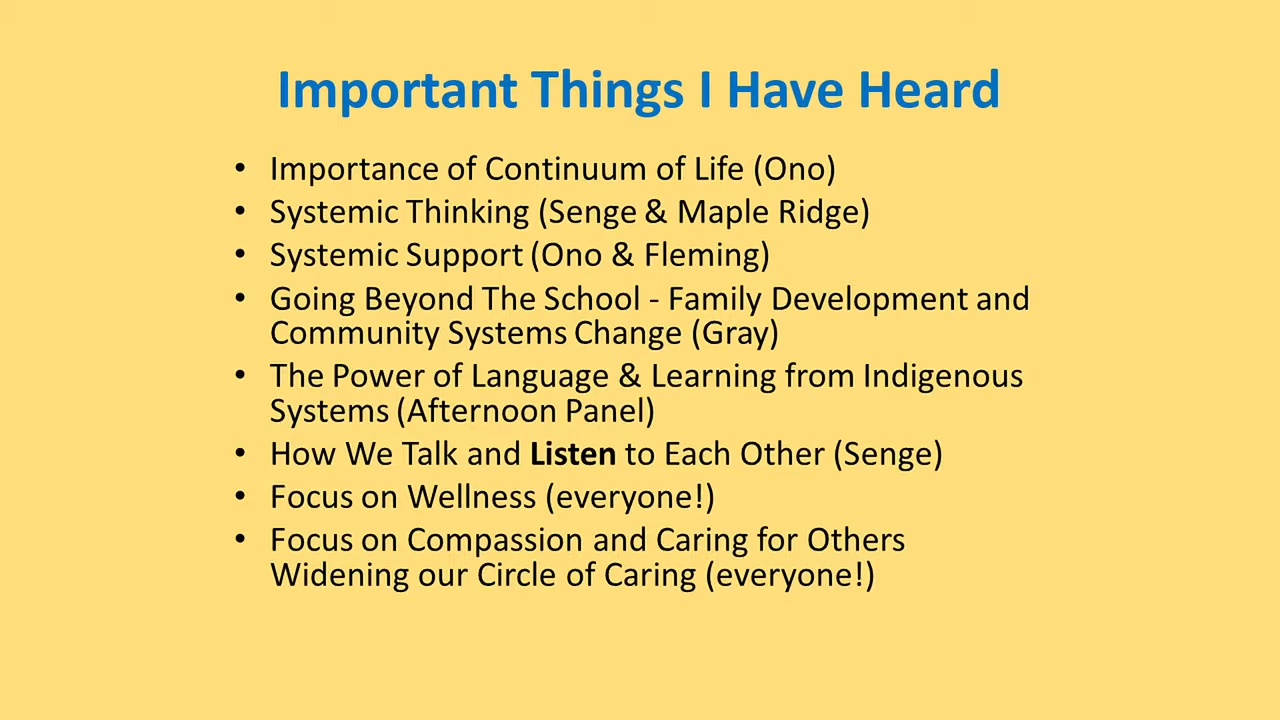 Important Things I Have Heard
• Importance of Continuum of Life (Ono)
• Systemic Thinking (Senge & Maple Ridge)
• Systemic Support (Ono & Fleming)
• Going Beyond The School - Family Development and
Community Systems Change (Gray)
• The Power of Language & Learning from Indigenous
Systems (Afternoon Panel)
• How We Talk and Listen to Each Other (Senge)
• Focus on Wellness (everyone!)
• Focus on Compassion and Caring for Others
Widening our Circle of Caring (everyone!)